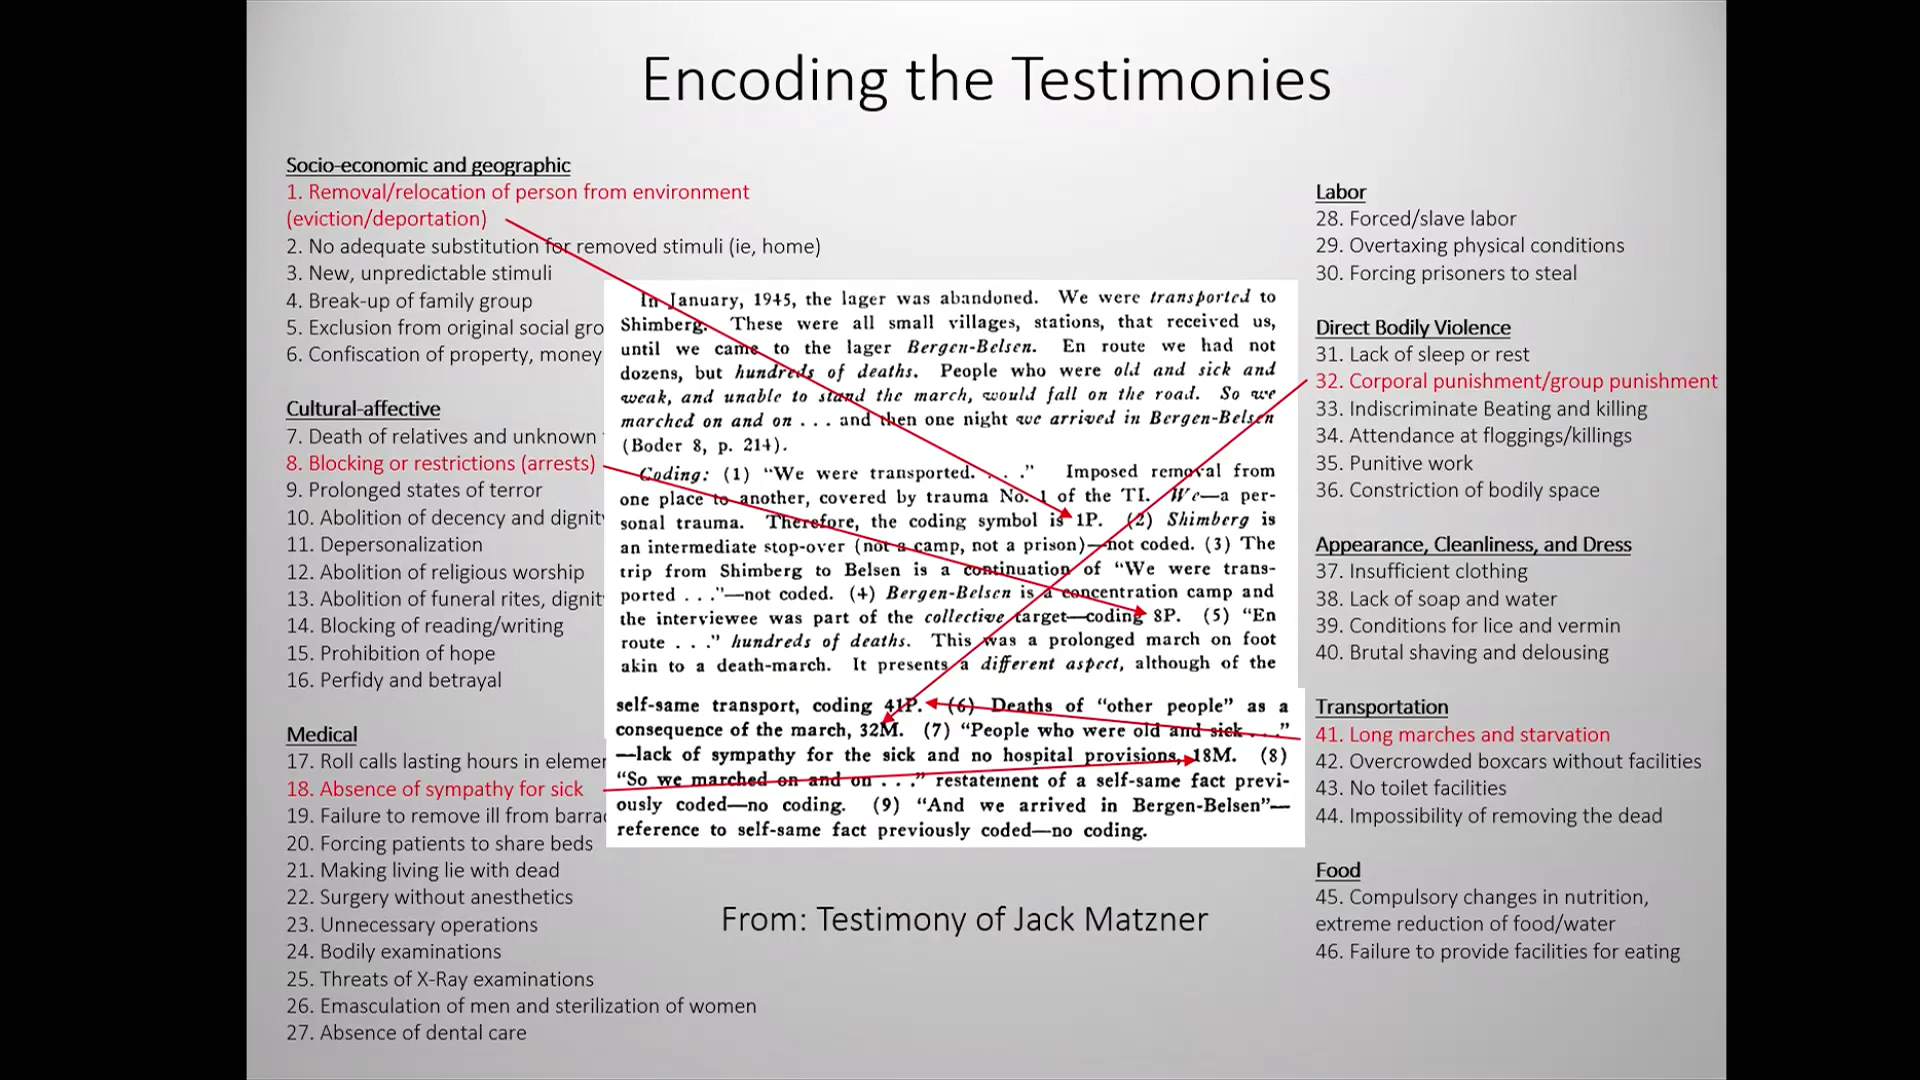 Encoding the Testimonies
Socio-economic and geographic
1. Removal/relocation of person from environment
(eviction/deportation)
2. No adequate substitution for removed stimuli (ie, home)
3. New, unpredictable stimuli
4. Break-up of family group
5. Exclusion from original social gro
6. Confiscation of property, money
Cultural-affective
7. Death of relatives and unknown
8. Blocking or restrictions (arrests)
9. Prolonged states of terror
10. Abolition of decency and dignit
11. Depersonalization
12. Abolition of religious worship
13. Abolition of funeral rites, dignit
14. Blocking of reading/writing
15. Prohibition of hope
16. Perfidy and betrayal
Medical
17. Roll calls lasting hours in elemen
18. Absence of sympathy for sick
19. Failure to remove ill from barrac
20. Forcing patients to share beds
21. Making living lie with dead
22. Surgery without anesthetics
23. Unnecessary operations
24. Bodily examinations
25. Threats of X-Ray examinations
26. Emasculation of men and sterilization of women
27. Absence of dental care
In January, 1945, the lager was abandoned. We were transported to
Shimberg. These were all small villages, stations, that received us,
until we came to the lager Bergen-Belsen. En route we had not
dozens, but hundreds of deaths. People who were old and sick and
weak, and unable to stand the march, would fall on the road. So we
marched on and on . . . and then one night we arrived in Bergen-Belsen
(Boder 8, p. 214).
Coding: (1) “We were transported. . . .” Imposed removal from
one place to another, covered by trauma No. 1 of the TI. We—a per-
sonal trauma. Therefore, the coding symbol is 1P. (2) Shimberg is
an intermediate stop-over (not a camp, not a prison)—not coded. (3) The
trip from Shimberg to Belsen is a continuation of “We were trans-
ported . . .”—not coded. (4) Bergen-Belsen is a concentration camp and
the interviewee was part of the collective target—coding 8P. (5) “En
route . . .” hundreds of deaths. This was a prolonged march on foot
akin to a death-march. It presents a different aspect, although of the
self-same transport, coding 41P. (6) Deaths of “other people” as a
consequence of the march, 32M. (7) “People who were old and sick . . .”
—lack of sympathy for the sick and no hospital provisions, 18M. (8)
“So we marched on and on . . .” restatement of a self-same fact previ-
ously coded—no coding. (9) “And we arrived in Bergen-Belsen”—
reference to self-same fact previously coded—no coding.
From: Testimony of Jack Matzner
Labor
28. Forced/slave labor
29. Overtaxing physical conditions
30. Forcing prisoners to steal
Direct Bodily Violence
31. Lack of sleep or rest
32. Corporal punishment/group punishment
33. Indiscriminate Beating and killing
34. Attendance at floggings/killings
35. Punitive work
36. Constriction of bodily space
Appearance, Cleanliness, and Dress
37. Insufficient clothing
38. Lack of soap and water
39. Conditions for lice and vermin
40. Brutal shaving and delousing
Transportation
41. Long marches and starvation
42. Overcrowded boxcars without facilities
43. No toilet facilities
44. Impossibility of removing the dead
Food
45. Compulsory changes in nutrition,
extreme reduction of food/water
46. Failure to provide facilities for eating